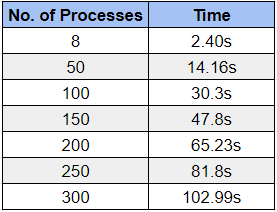 No. of Processes Time
8 2.40s
50 14.16s
100 30.3s
150 47.8s
200 65.23s
250 81.8s
300 102.99s